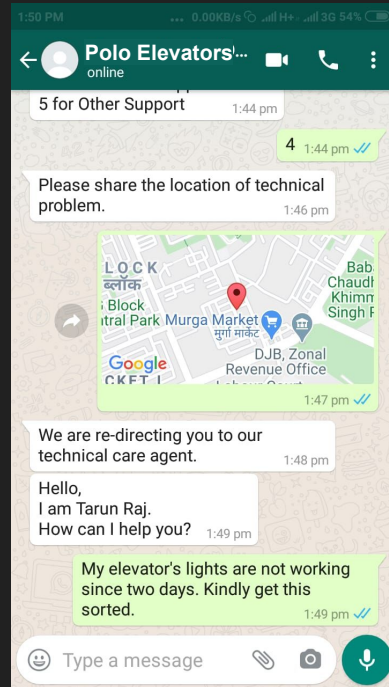 1:50 PM ... 0.00KB/s H+ 3G 54%
Polo Elevators'...
online
5 for Other Support 1:44 pm
4 1:44 pm
Please share the location of technical
problem. 1:46 pm
LOCK
ब्लॉक
Block
Park Murga Market
मुर्गा मार्केट
Singh
DJB, Zonal
Revenue Office
Google
1:47 pm
We are re-directing you to our
technical care agent. 1:48 pm
Hello,
I am Tarun Raj.
How can I help you? 1:49 pm
My elevator's lights are not working
since two days. Kindly get this
sorted. 1:49 pm
Type a message